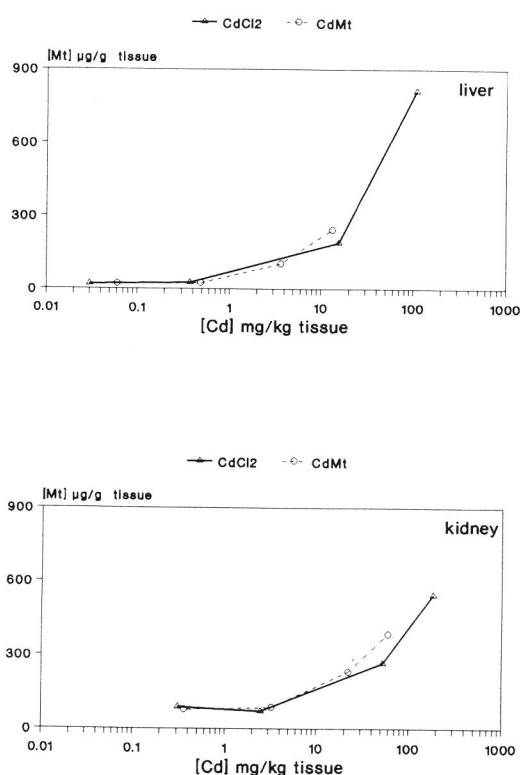 CdCl2 CdMt
[Mt] µg/g tissue
900
liver
600
300
0
0.01 0.1 1 10 100 1000
[Cd] mg/kg tissue
CdCl2 CdMt
[Mt] µg/g tissue
900
kidney
600
300
0
0.01 0.1 1 10 100 1000
[Cd] mg/kg tissue